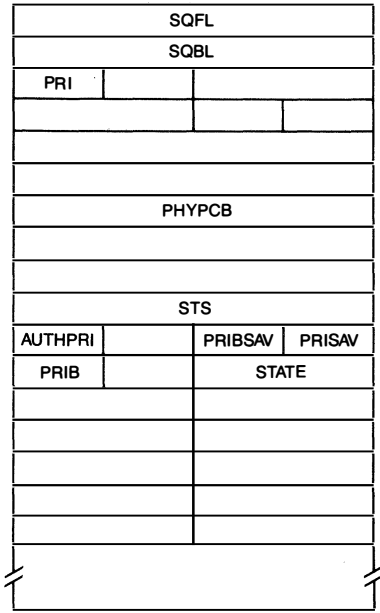 SQFL
SQBL
PRI
PHYPCB
STS
AUTHPRI PRIBSAV PRISAV
PRIB STATE